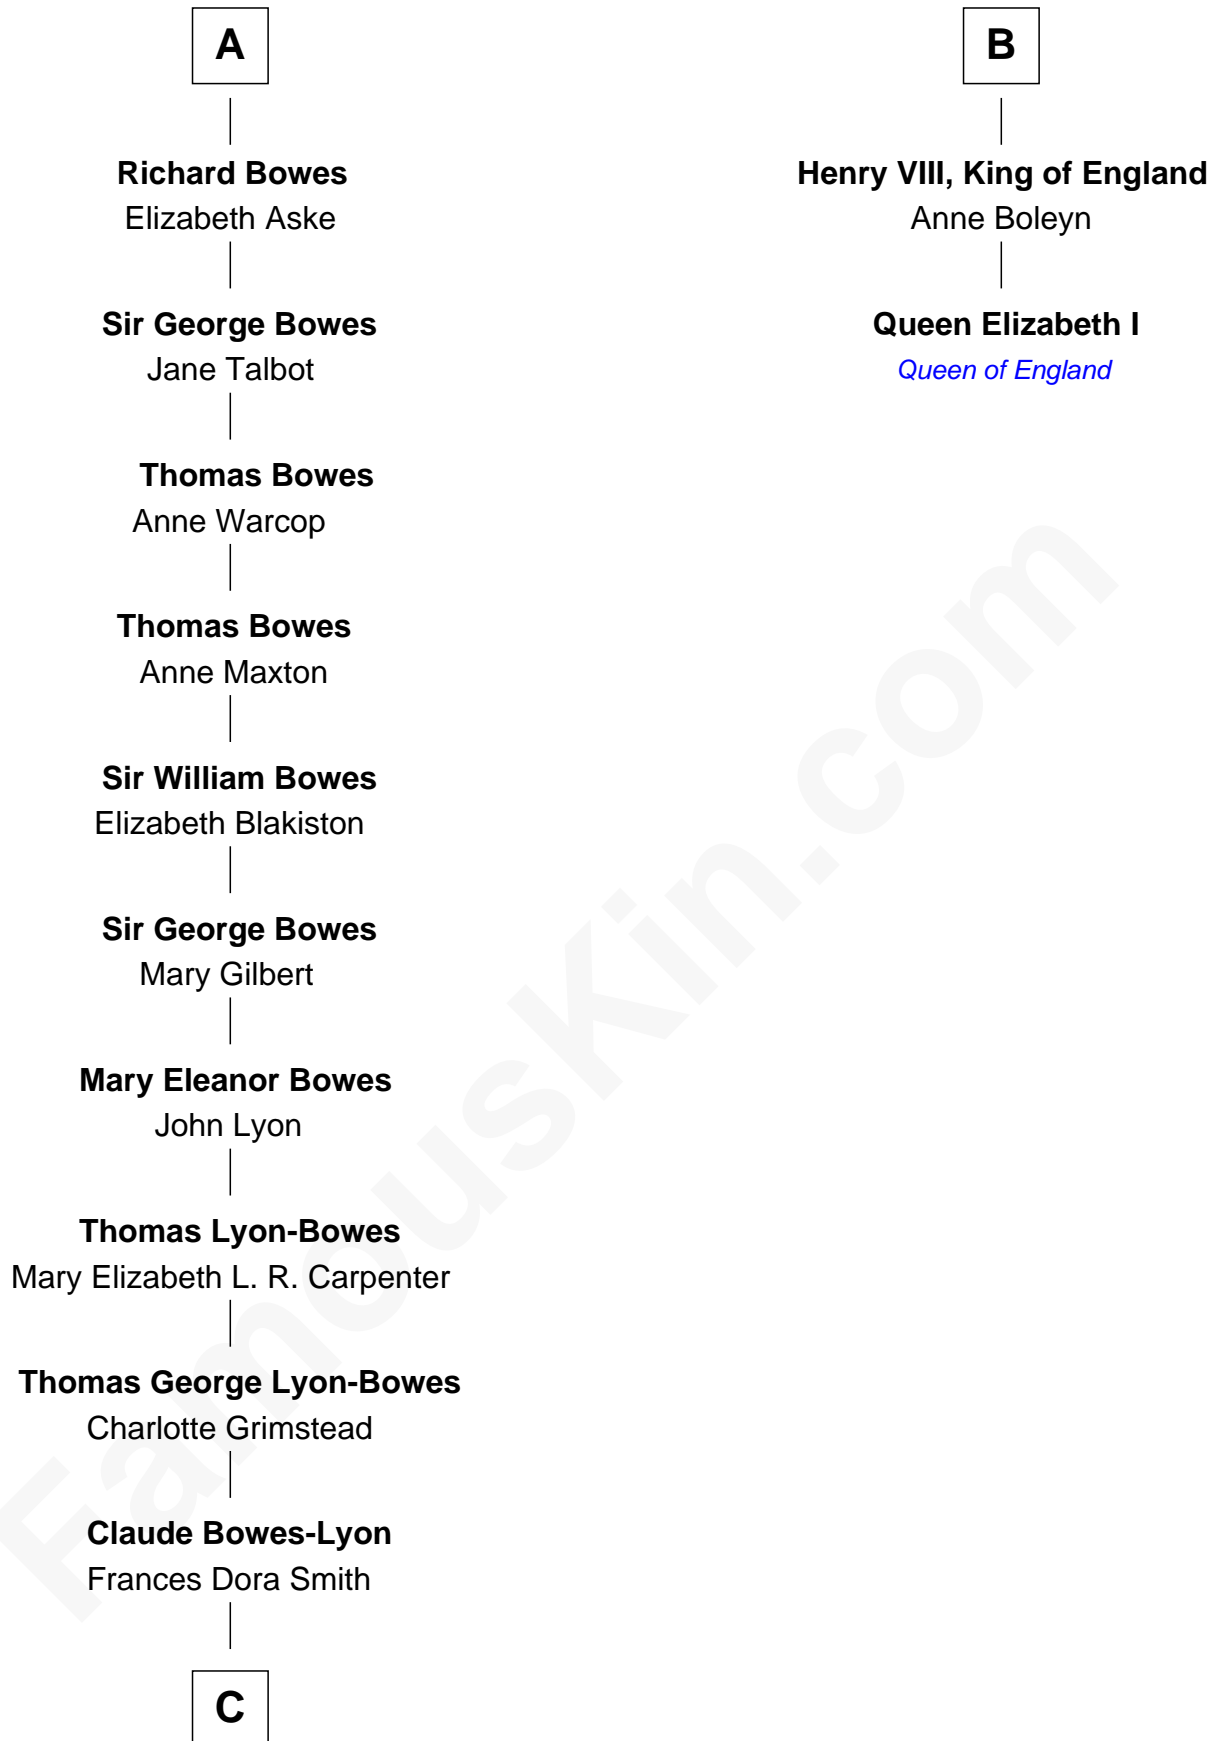 A
B
Richard Bowes
Elizabeth Aske
Henry VIII, King of England
Anne Boleyn
Sir George Bowes
Jane Talbot
Queen Elizabeth I
Queen of England
Thomas Bowes
Anne Warcop
Thomas Bowes
Anne Maxton
Sir William Bowes
Elizabeth Blakiston
Sir George Bowes
Mary Gilbert
Mary Eleanor Bowes
John Lyon
Thomas Lyon-Bowes
Mary Elizabeth L. R. Carpenter
Thomas George Lyon-Bowes
Charlotte Grimstead
Claude Bowes-Lyon
Frances Dora Smith
C
FamousKin.com